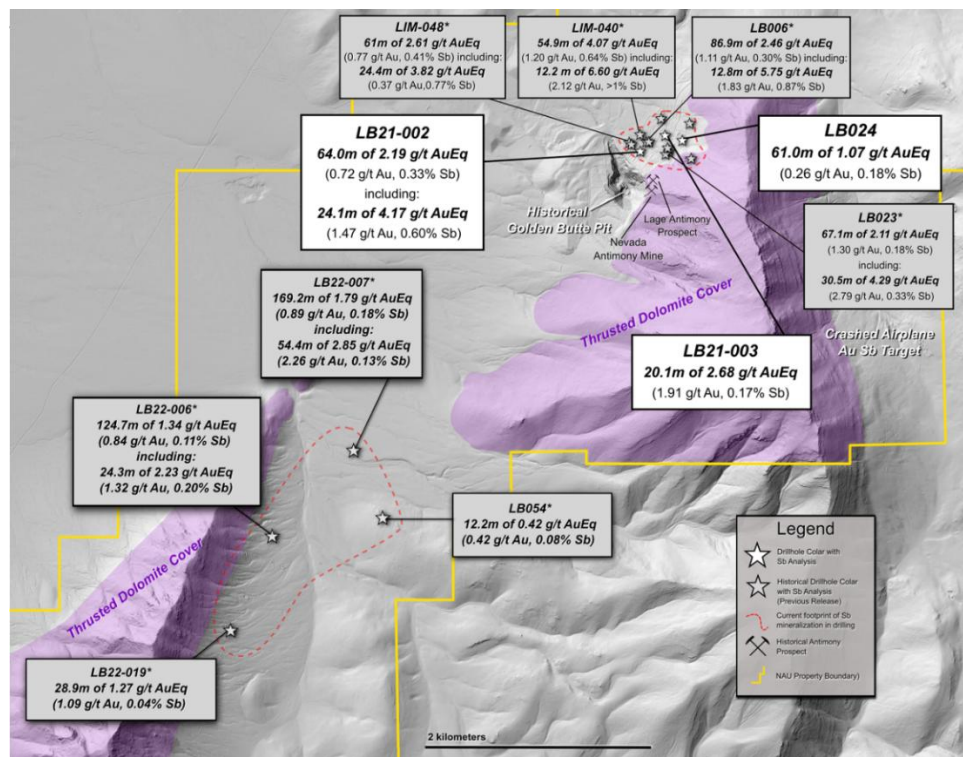 LIM-048*
61m of 2.61 g/t AuEq
(0.77 g/t Au, 0.41% Sb) including:
24.4m of 3.82 g/t AuEq
(0.37 g/t Au,0.77% Sb)
LIM-040*
54.9m of 4.07 g/t AuEq
(1.20 g/t Au, 0.64% Sb) including:
12.2 m of 6.60 g/t AuEq
(2.12 g/t Au, >1% Sb)
LB006*
86.9m of 2.46 g/t AuEq
(1.11 g/t Au, 0.30% Sb) including:
12.8m of 5.75 g/t AuEq
(1.83 g/t Au, 0.87% Sb)
LB21-002
64.0m of 2.19 g/t AuEq
(0.72 g/t Au, 0.33% Sb)
including:
24.1m of 4.17 g/t AuEq
(1.47 g/t Au, 0.60% Sb)
LB024
61.0m of 1.07 g/t AuEq
(0.26 g/t Au, 0.18% Sb)
Historical
Golden Butte Pit
Lage Antimony
Prospect
Nevada
Antimony Mine
LB023*
67.1m of 2.11 g/t AuEq
(1.30 g/t Au, 0.18% Sb)
including:
30.5m of 4.29 g/t AuEq
(2.79 g/t Au, 0.33% Sb)
LB22-007*
169.2m of 1.79 g/t AuEq
(0.89 g/t Au, 0.18% Sb)
including:
54.4m of 2.85 g/t AuEq
(2.26 g/t Au, 0.13% Sb)
Thrusted Dolomite Cover
Crashed Airplane
Au Sb Target
LB21-003
20.1m of 2.68 g/t AuEq
(1.91 g/t Au, 0.17% Sb)
LB22-006*
124.7m of 1.34 g/t AuEq
(0.84 g/t Au, 0.11% Sb)
including:
24.3m of 2.23 g/t AuEq
(1.32 g/t Au, 0.20% Sb)
LB054*
12.2m of 0.42 g/t AuEq
(0.42 g/t Au, 0.08% Sb)
Thrusted Dolomite Cover
LB22-019*
28.9m of 1.27 g/t AuEq
(1.09 g/t Au, 0.04% Sb)
Legend
Drillhole Colar with
Sb Analysis
Historical Drillhole Colar
with Sb Analysis
(Previous Release)
Current footprint of Sb
mineralization in drilling
Historical Antimony
Prospect
NAU Property Boundary)
2 kilometers